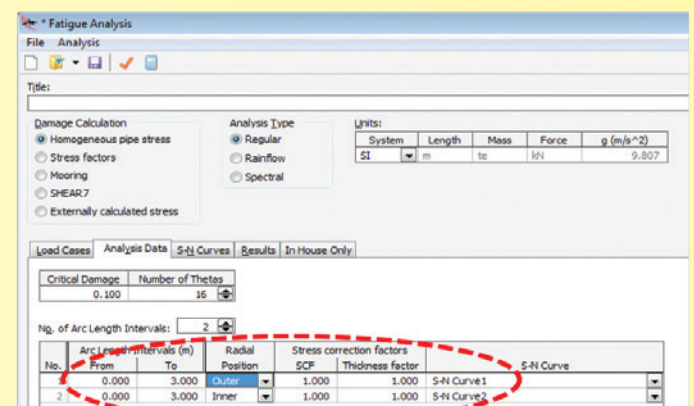 * Fatigue Analysis
File Analysis
Title:
Damage Calculation Analysis Type Units:
Homogeneous pipe stress Regular System Length Mass Force g (m/s^2)
Stress factors Rainflow SI m te kN 9.807
Mooring Spectral
SHEAR7
Externally calculated stress
Load Cases Analysis Data S-N Curves Results In House Only
Critical Damage Number of Thetas
0.100 16
No. of Arc Length Intervals: 2
Arc Length Intervals (m) Radial Stress correction factors
No. From To Position SCF Thickness factor S-N Curve
1 0.000 3.000 Outer 1.000 1.000 S-N Curve1
2 0.000 3.000 Inner 1.000 1.000 S-N Curve2